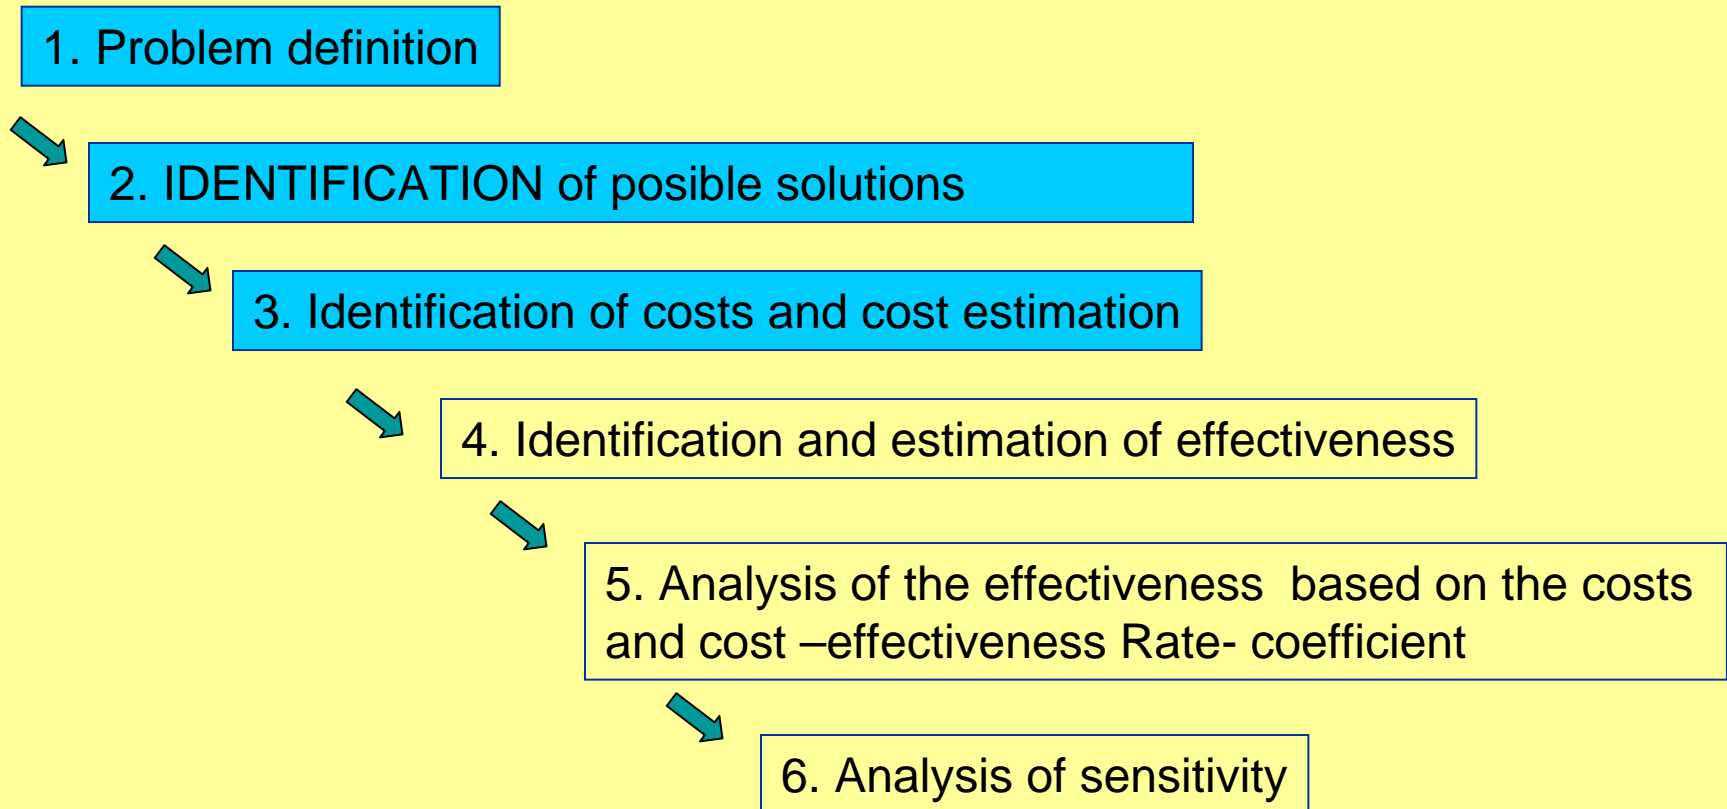 1. Problem definition
2. IDENTIFICATION of posible solutions
3. Identification of costs and cost estimation
4. Identification and estimation of effectiveness
5. Analysis of the effectiveness  based on the costs
and cost –effectiveness Rate- coefficient
6. Analysis of sensitivity